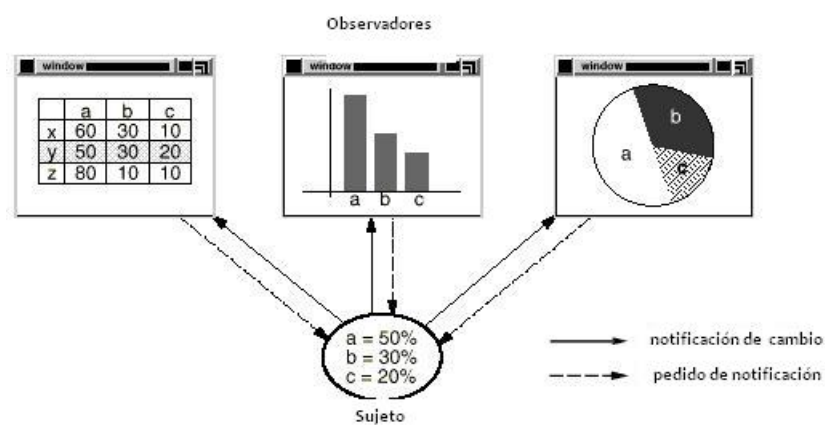 Observadores
window
window
window
a b c
x 60 30 10
y 50 30 20
z 80 10 10
a b c
a
b
c
a = 50%
b = 30%
c = 20%
Sujeto
notificación de cambio
pedido de notificación